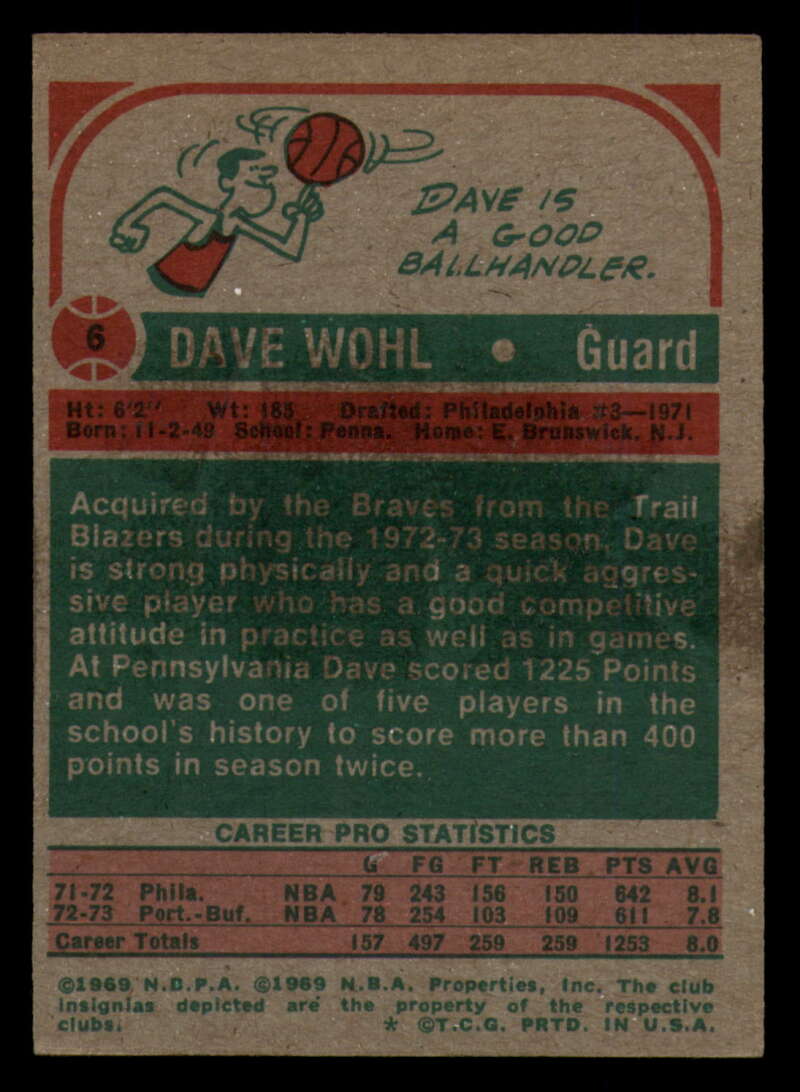 DAVE IS
A GOOD
BALLHANDLER.
6 DAVE WOHL • Guard
Ht: 6'2" Wt: 185 Drafted: Philadelphia #3—1971
Born: 11-2-49 School: Penna. Home: E. Brunswick, N.J.
Acquired by the Braves from the Trail
Blazers during the 1972-73 season, Dave
is strong physically and a quick aggres-
sive player who has a good competitive
attitude in practice as well as in games.
At Pennsylvania Dave scored 1225 Points
and was one of five players in the
school's history to score more than 400
points in season twice.
CAREER PRO STATISTICS
G FG FT REB PTS AVG
71-72 Phila. NBA 79 243 156 150 642 8.1
72-73 Port.-Buf. NBA 78 254 103 109 611 7.8
Career Totals 157 497 259 259 1253 8.0
©1969 N.B.P.A. ©1969 N.B.A. Properties, Inc. The club
insignias depicted are the property of the respective
clubs. * ©T.C.G. PRTD. IN U.S.A.